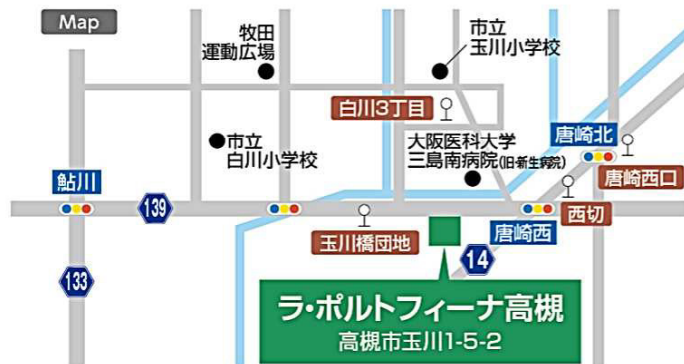 Map
牧田
運動広場
市立
玉川小学校
白川3丁目
市立
白川小学校
大阪医科大学
三島南病院(旧・新生病院)
唐崎北
唐崎西口
鮎川
139
玉川橋団地
西切
唐崎西
14
133
ラ・ポルトフィーナ高槻
高槻市玉川1-5-2